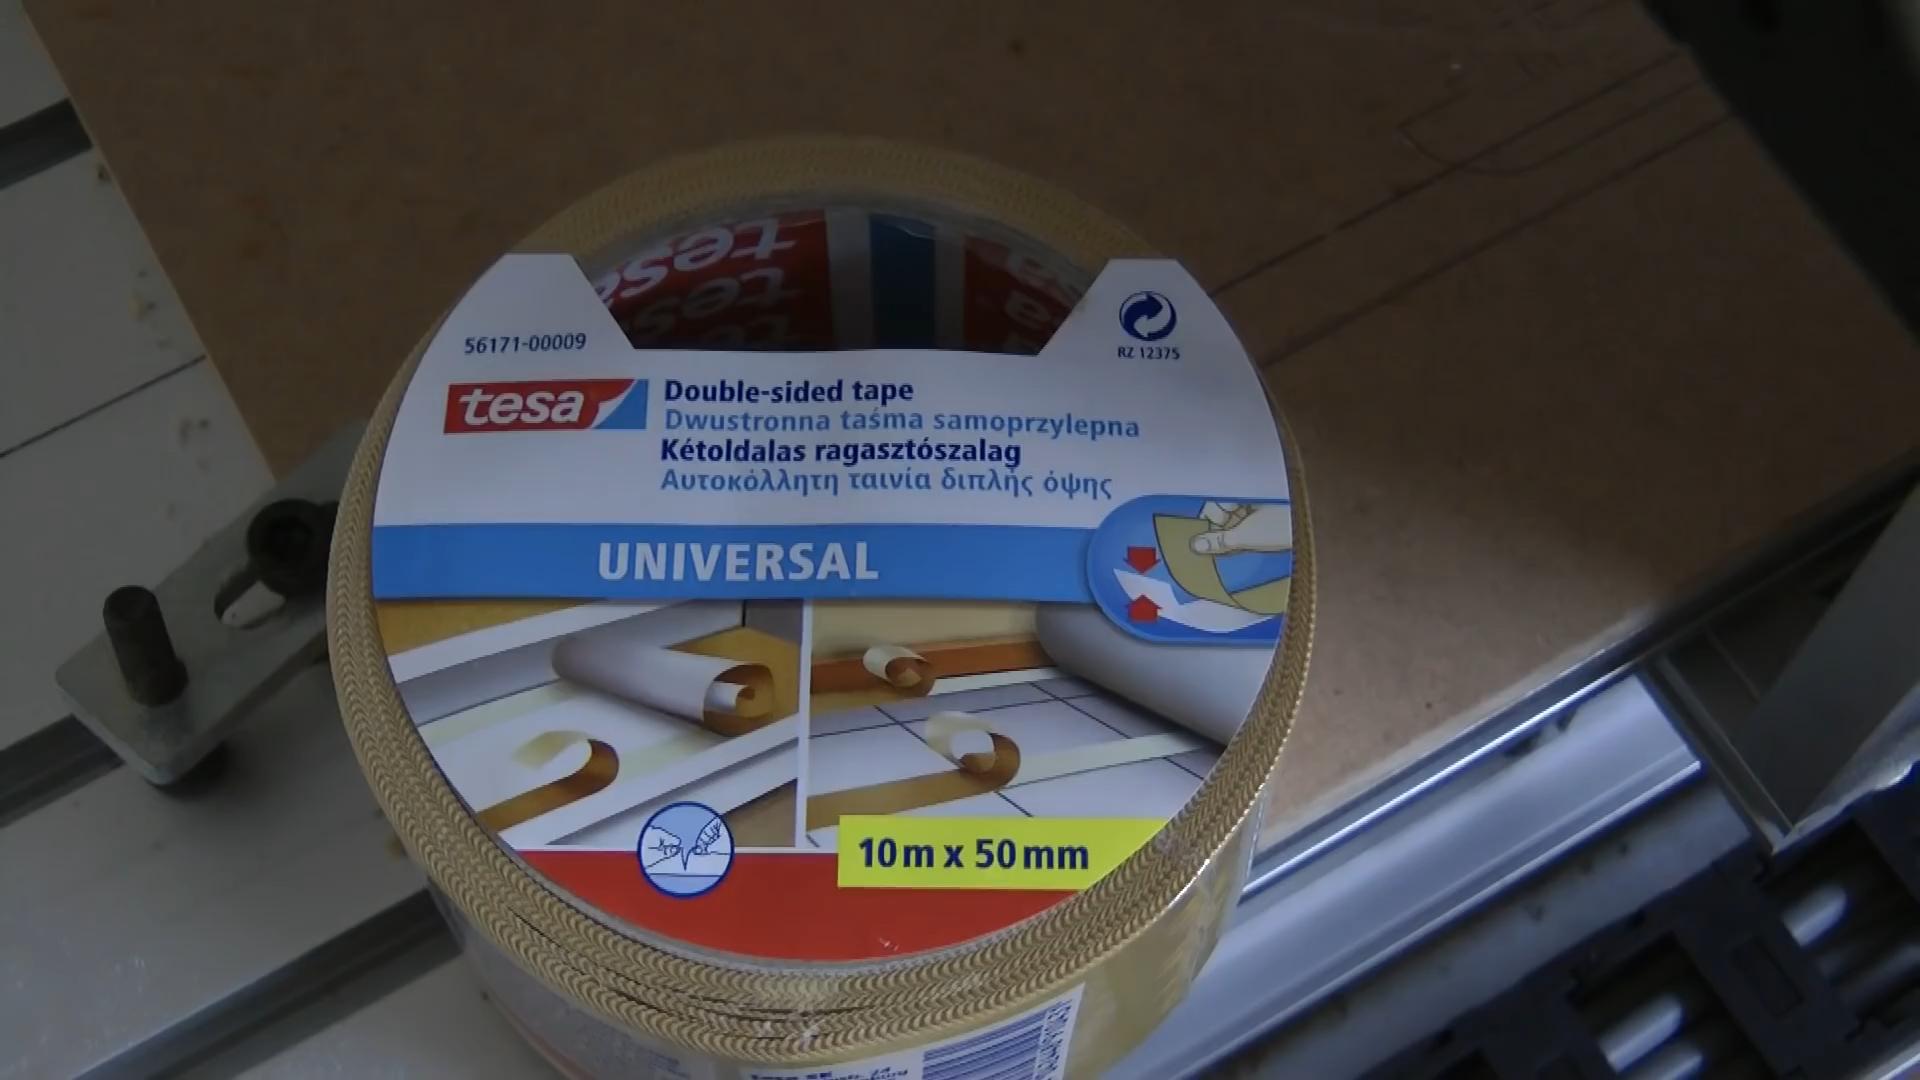 tesa
tesa
56171-00009
RZ 12375
tesa
Double-sided tape
Dwustronna taśma samoprzylepna
Kétoldalas ragasztószalag
Αυτοκόλλητη ταινία διπλής όψης
UNIVERSAL
10 m x 50 mm